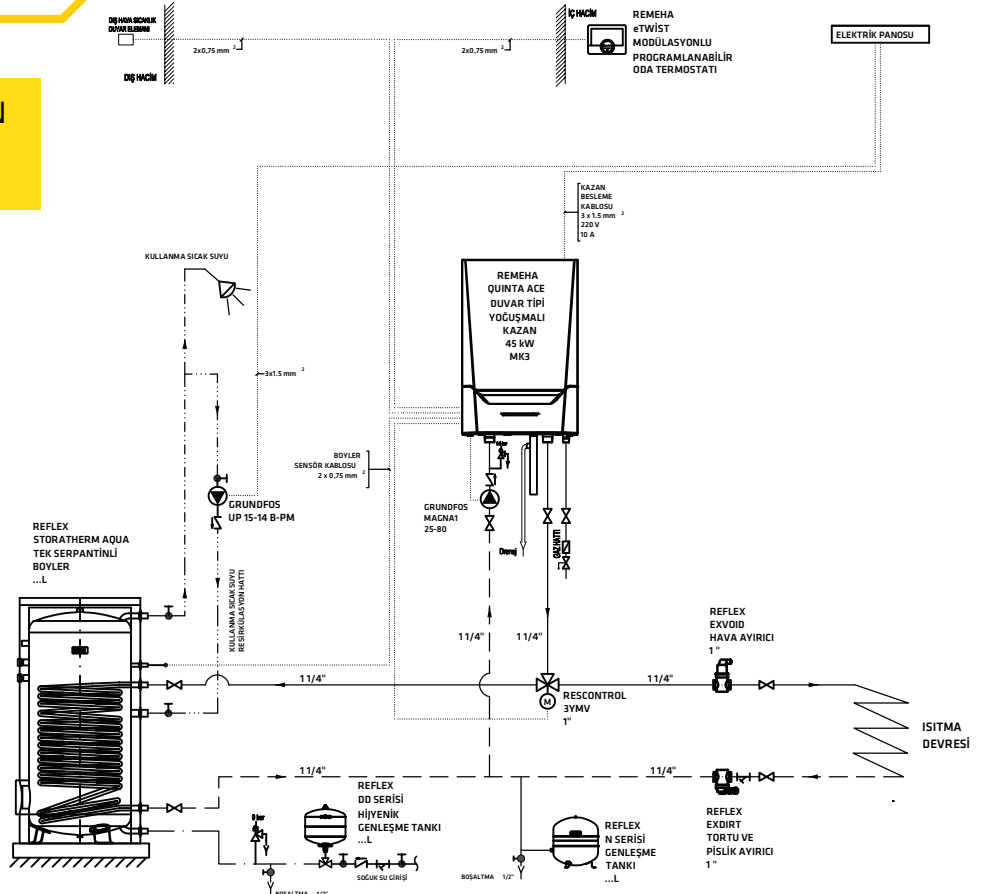 DIŞ HAVA SICAKLIK
DUYAR ELEMANI
2x0,75 mm 2
DIŞ HACİM
2x0,75 mm 2
İÇ HACİM
REMEHA
eTWİST
MODÜLASYONLU
PROGRAMLANABİLİR
ODA TERMOSTATI
ELEKTRİK PANOSU
N
KAZAN
BESLEME
KABLOSU
3 x 1.5 mm 2
220 V
10 A
KULLANMA SICAK SUYU
REMEHA
QUINTA ACE
DUVAR TİPİ
YOĞUŞMALI
KAZAN
45 kW
MK3
3x1.5 mm 2
BOYLER
SENSÖR KABLOSU
2 x 0,75 mm 2
GRUNDFOS
UP 15-14 B-PM
GRUNDFOS
MAGNA1
25-80
Drenaj
GAZ HATTI
REFLEX
STORATHERM AQUA
TEK SERPANTİNLİ
BOYLER
...L
KULLANMA SICAK SUYU
RESİRKÜLASYON HATTI
11/4"
11/4"
REFLEX
EXVOID
HAVA AYIRICI
1 "
11/4"
11/4"
M
RESCONTROL
3YMV
1"
ISITMA
DEVRESİ
11/4"
11/4"
REFLEX
DD SERİSİ
HİJYENİK
GENLEŞME TANKI
...L
SOĞUK SU GİRİŞİ
BOŞALTMA 1/2"
BOŞALTMA 1/2"
REFLEX
N SERİSİ
GENLEŞME
TANKI
...L
REFLEX
EXDIRT
TORTU VE
PİSLİK AYIRICI
1 "